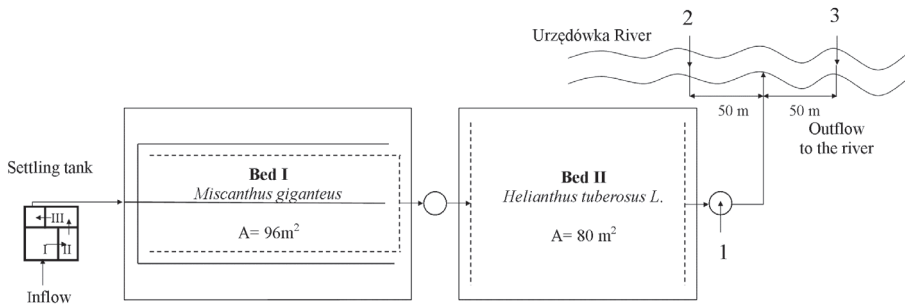 Urzędówka River
2
3
50 m
50 m
Outflow
to the river
Settling tank
III
I
II
Inflow
Bed I
Miscanthus giganteus
A= 96m²
Bed II
Helianthus tuberosus L.
A= 80 m²
1